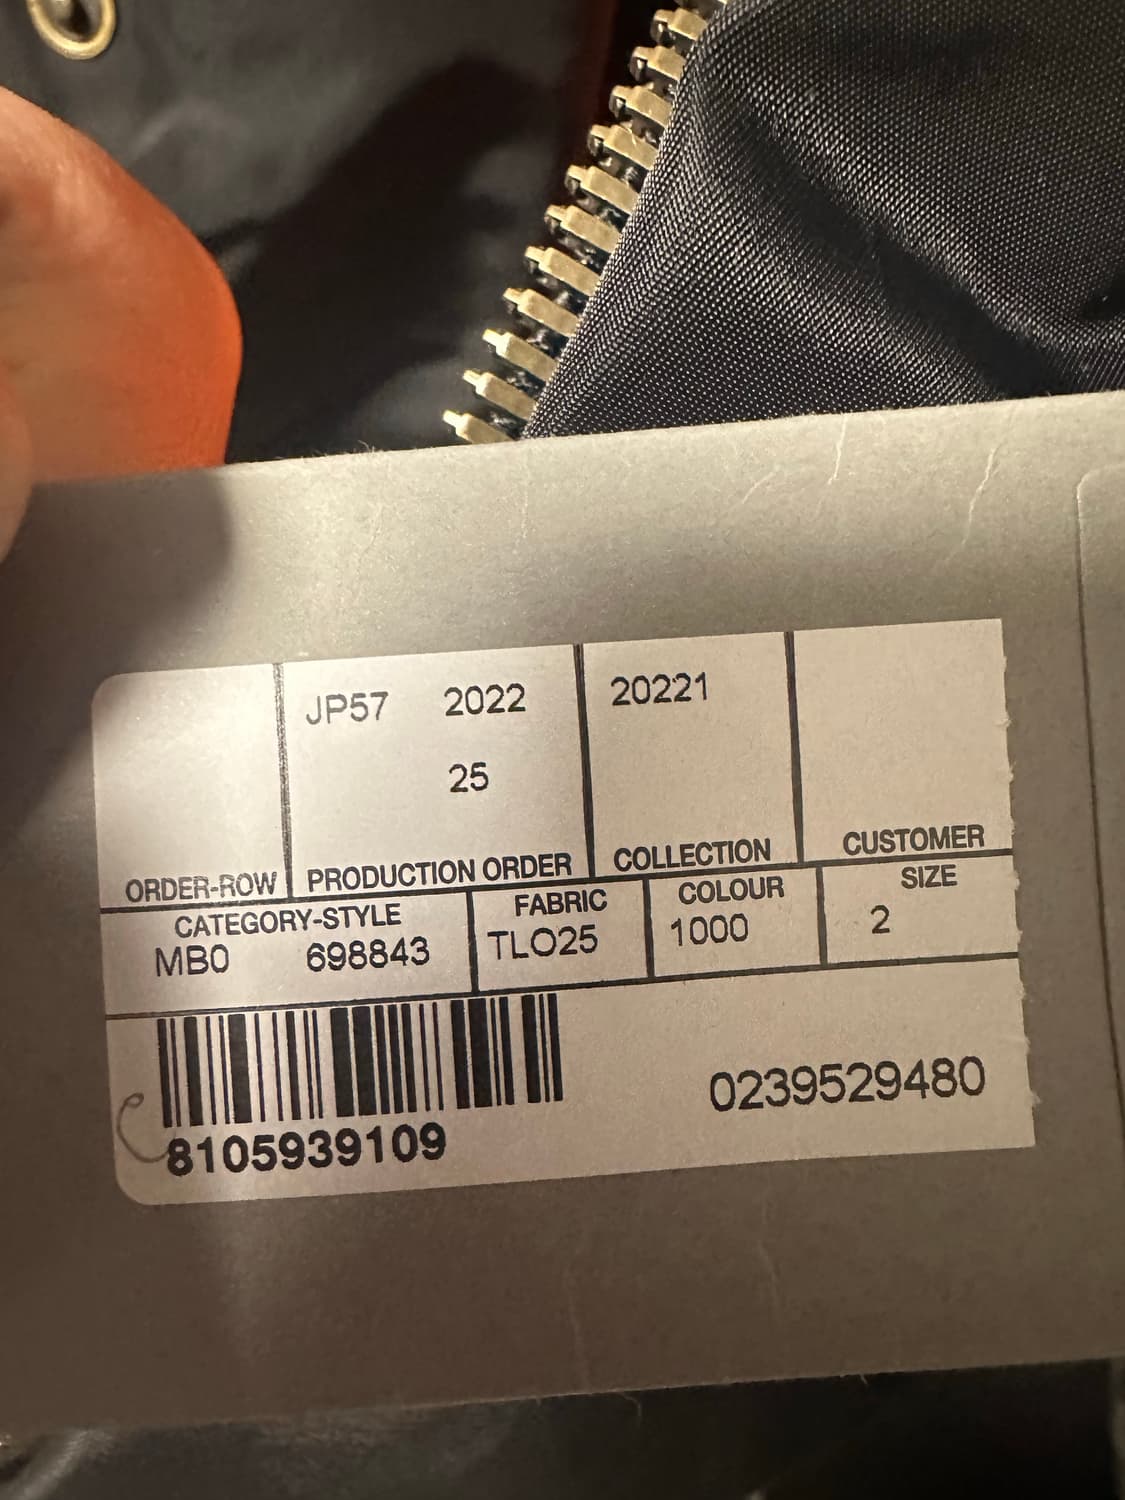 JP57 2022 20221
25
ORDER-ROW PRODUCTION ORDER COLLECTION CUSTOMER
CATEGORY-STYLE FABRIC COLOUR SIZE
MB0 698843 TLO25 1000 2
8105939109 0239529480